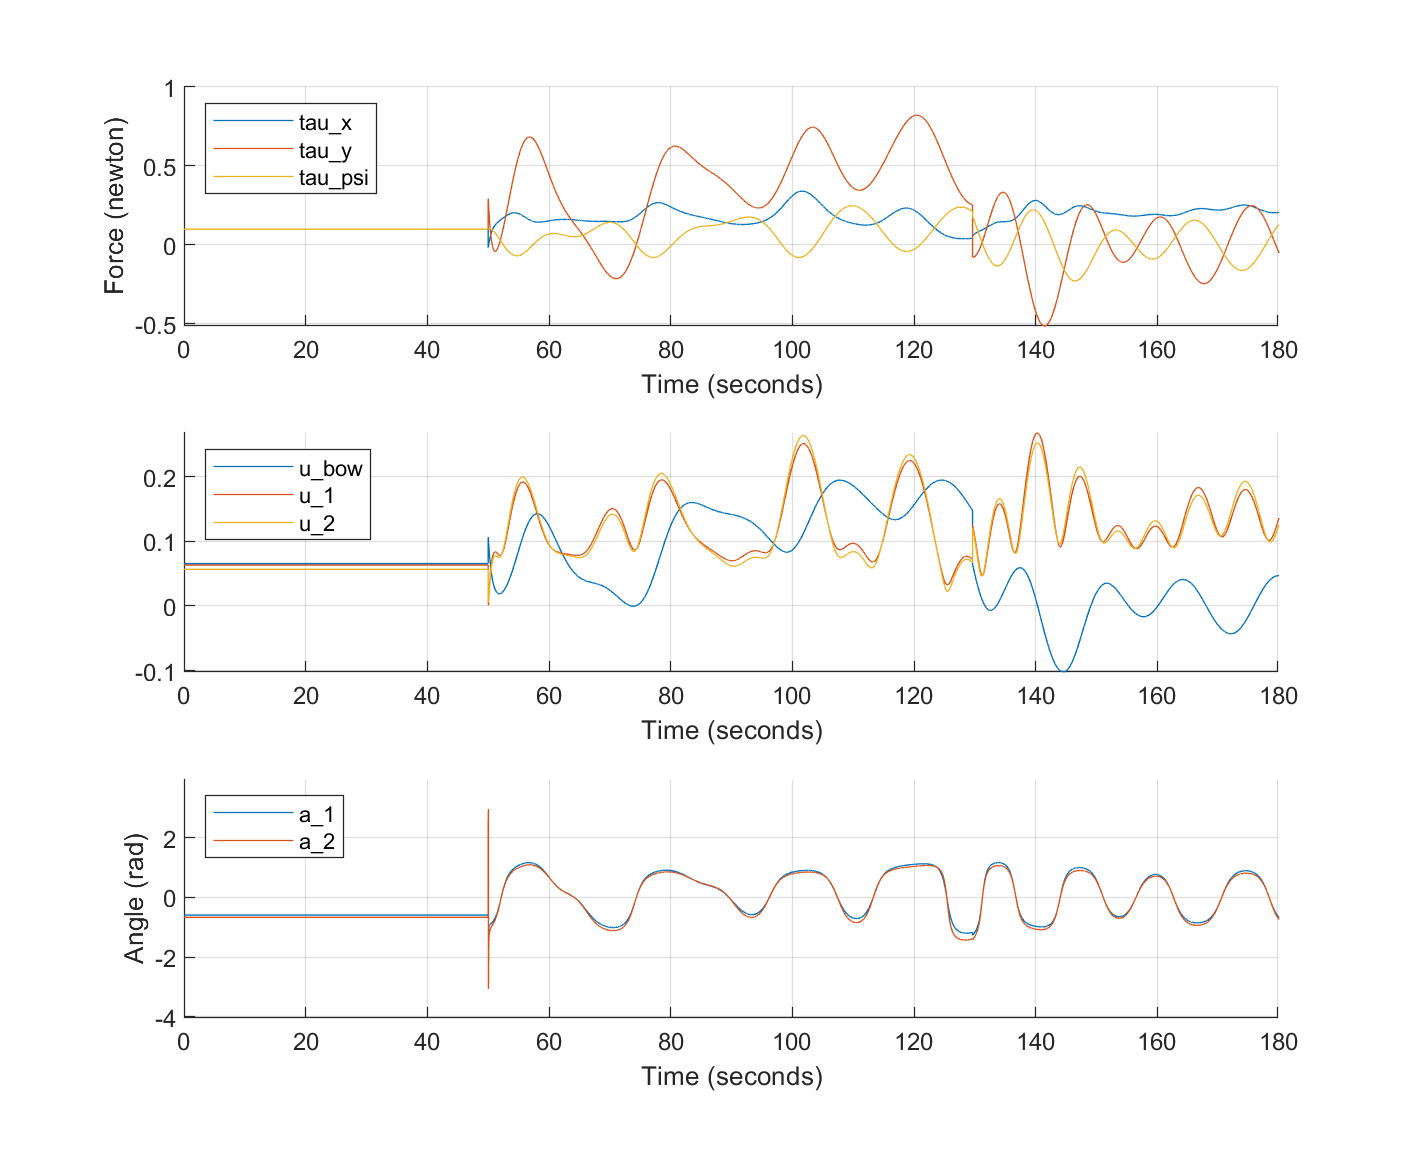 1
0.5
0
-0.5
Force (newton)
tau_x
tau_y
tau_psi
0 20 40 60 80 100 120 140 160 180
Time (seconds)
0.2
0.1
0
-0.1
u_bow
u_1
u_2
0 20 40 60 80 100 120 140 160 180
Time (seconds)
2
0
-2
-4
Angle (rad)
a_1
a_2
0 20 40 60 80 100 120 140 160 180
Time (seconds)